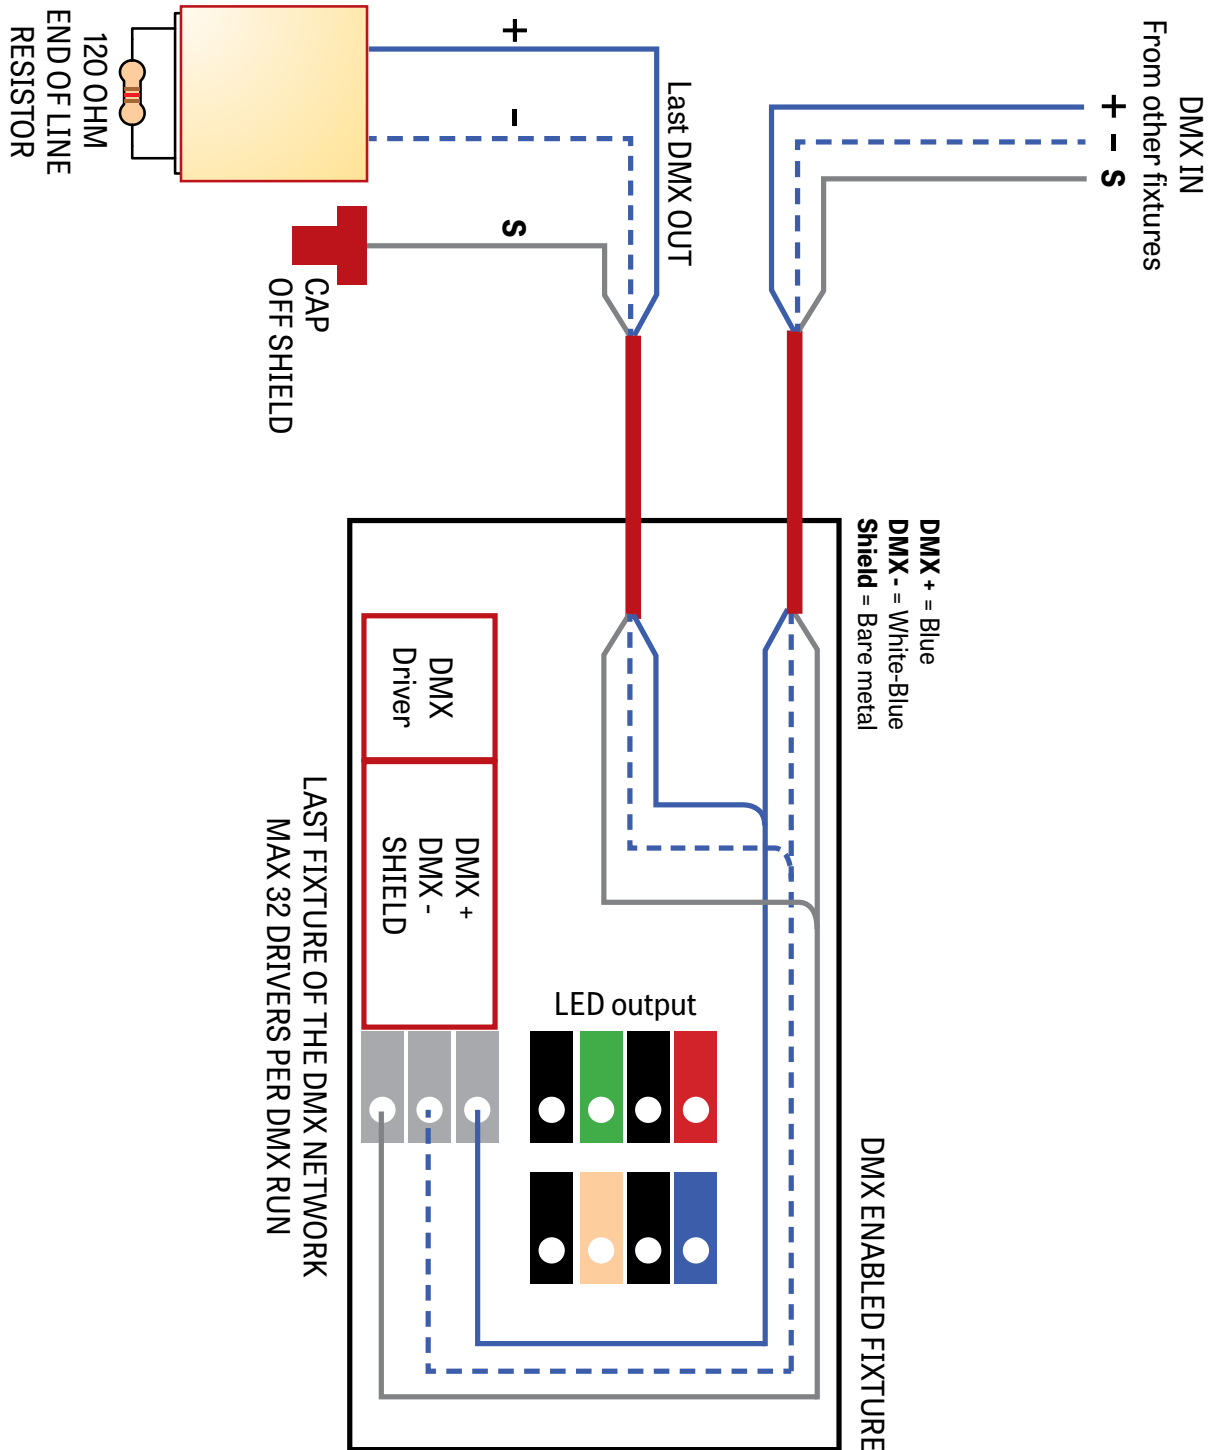 DMX IN
From other fixtures
+
-
S
Last DMX OUT
+
-
S
120 OHM
END OF LINE
RESISTOR
CAP
OFF SHIELD
DMX + = Blue
DMX - = White-Blue
Shield = Bare metal
DMX ENABLED FIXTURE
DMX
Driver
DMX +
DMX -
SHIELD
LED output
LAST FIXTURE OF THE DMX NETWORK
MAX 32 DRIVERS PER DMX RUN